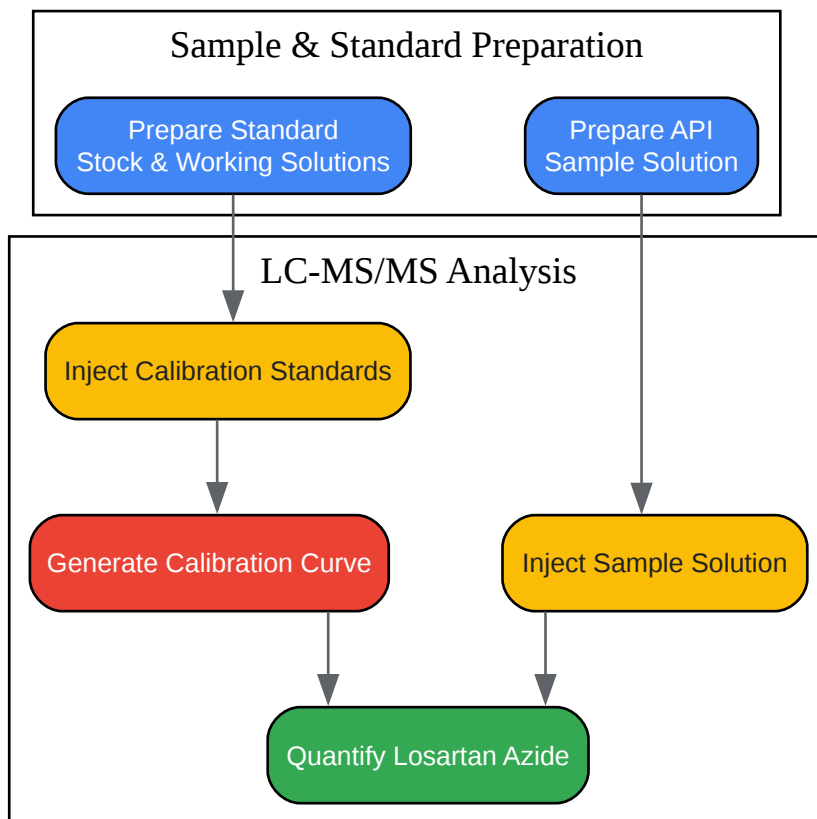 Sample & Standard Preparation
Prepare Standard
Stock & Working Solutions
Prepare API
Sample Solution
LC-MS/MS Analysis
Inject Calibration Standards
Generate Calibration Curve
Inject Sample Solution
Quantify Losartan Azide